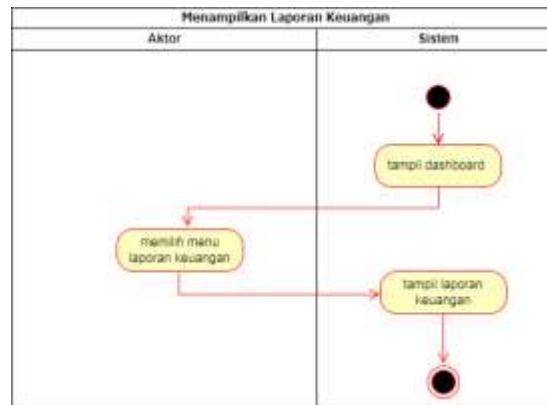 Menampilkan Laporan Keuangan
Aktor
Sistem
tampil dashboard
memilih menu
laporan keuangan
tampil laporan
keuangan